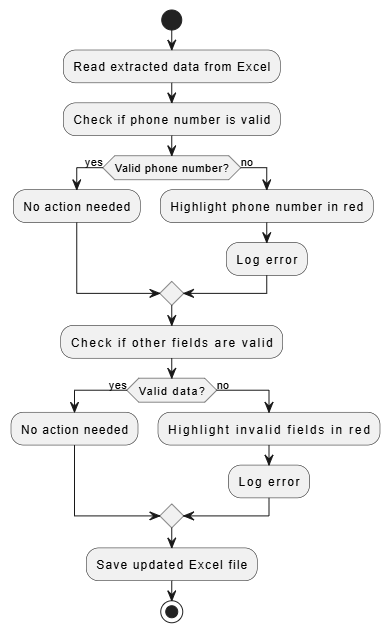 Read extracted data from Excel
Check if phone number is valid
yes
Valid phone number?
no
No action needed
Highlight phone number in red
Log error
Check if other fields are valid
yes
Valid data?
no
No action needed
Highlight invalid fields in red
Log error
Save updated Excel file